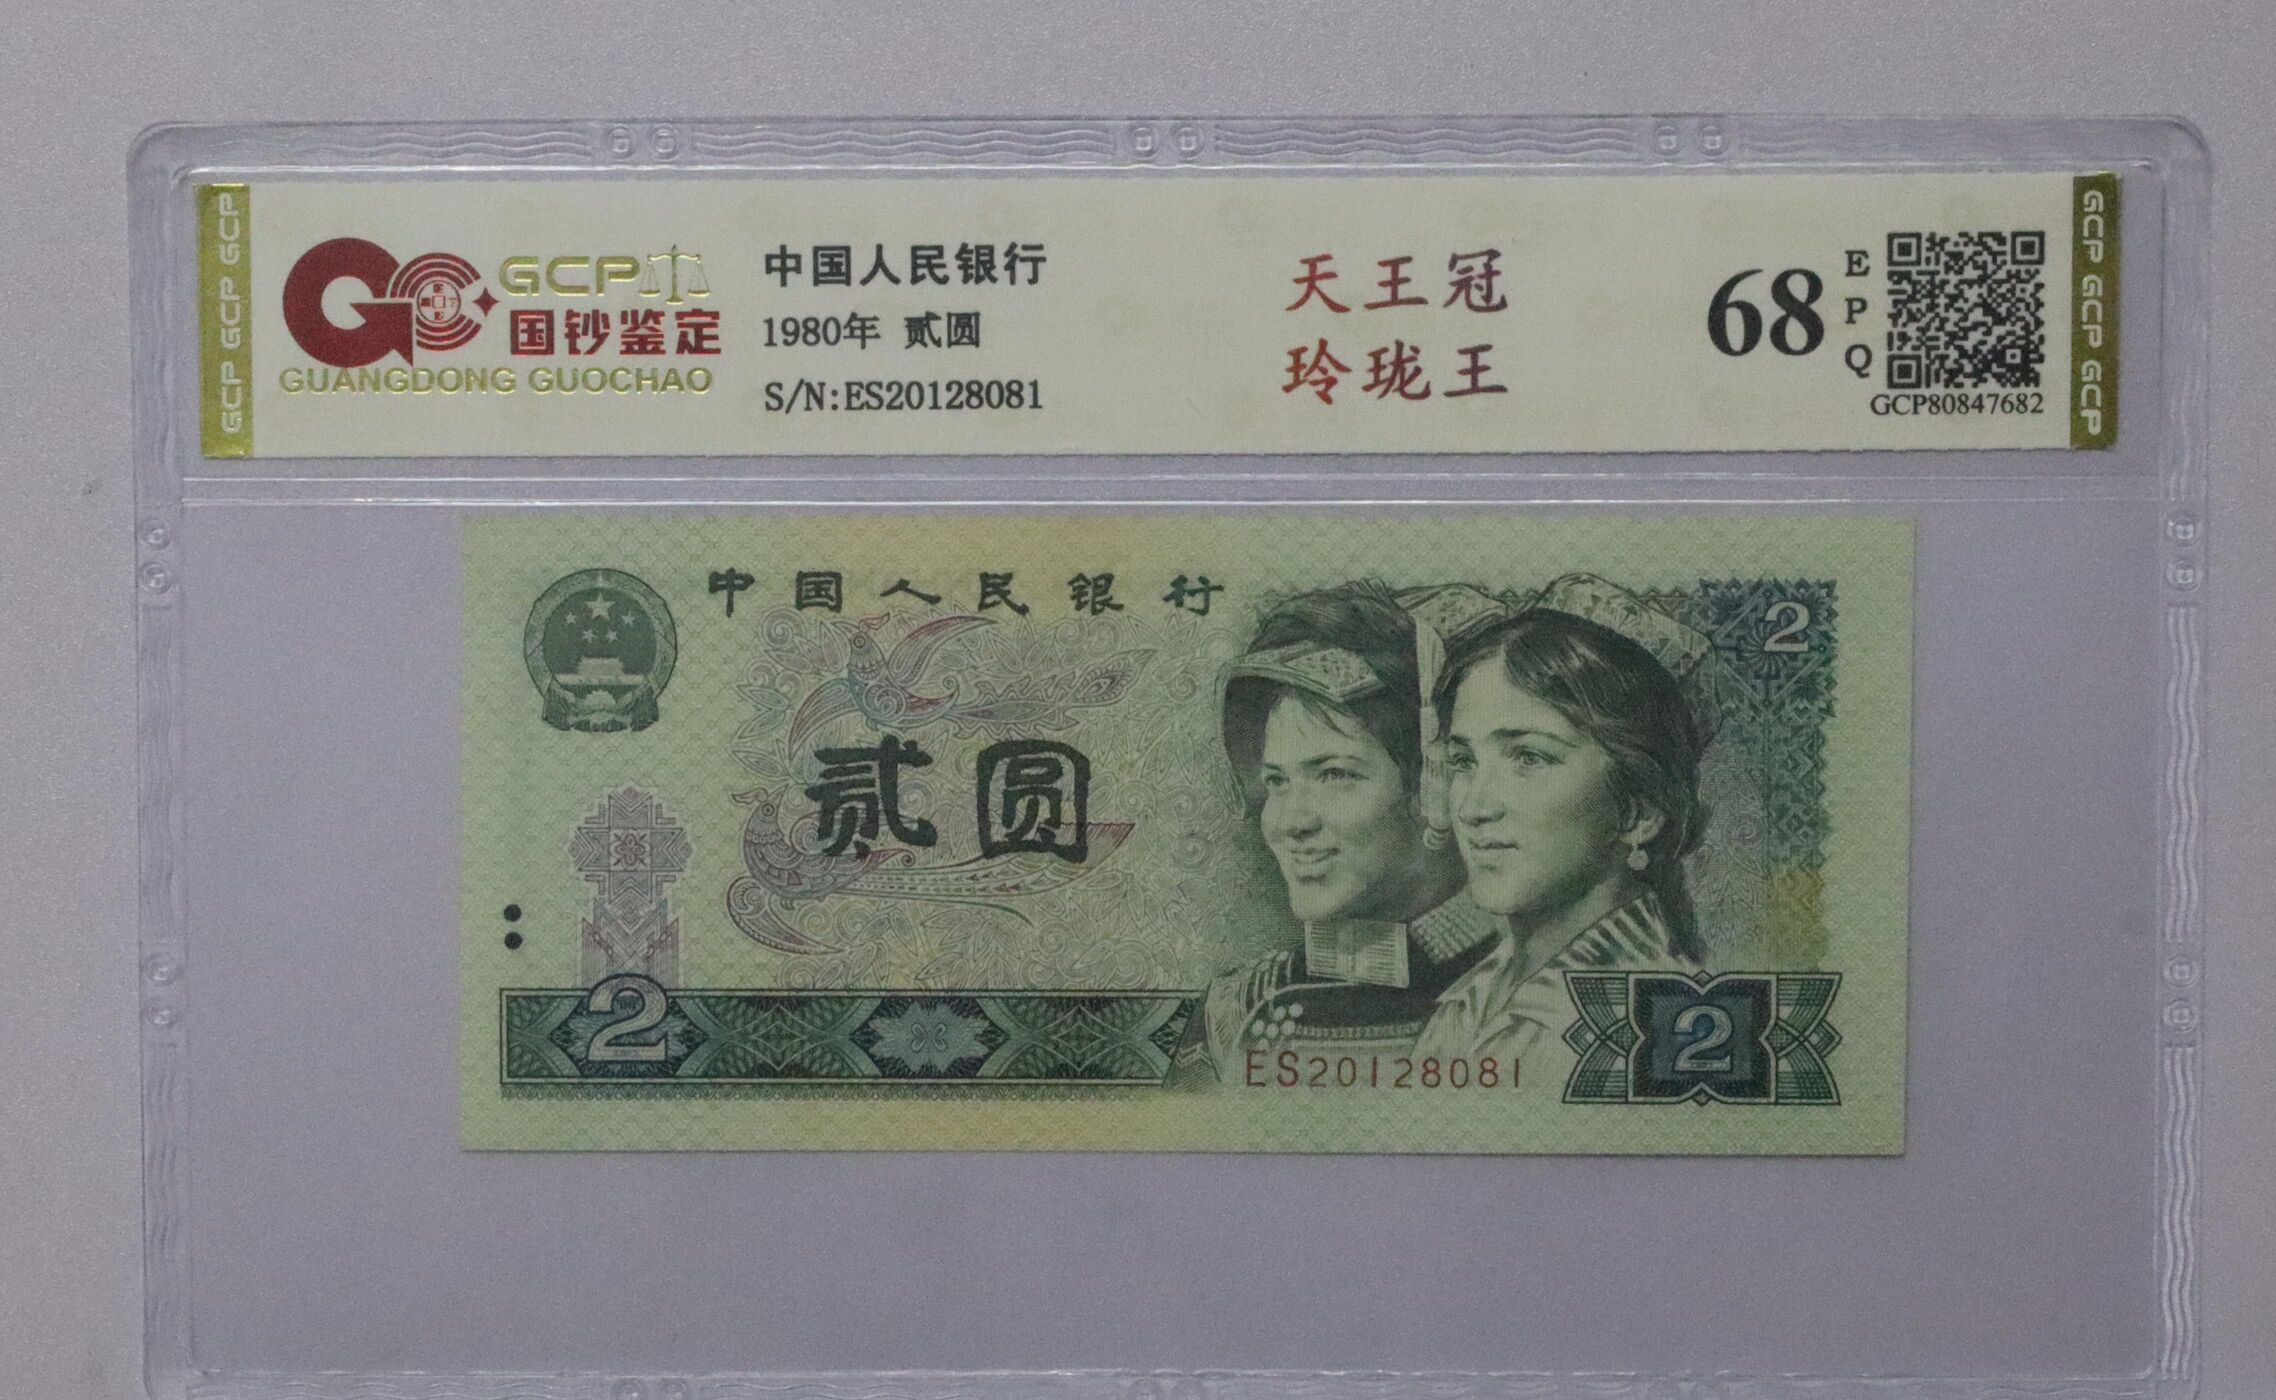 GCP GCP GCP
GCP
国钞鉴定
GUANGDONG GUOCHAO
中国人民银行
1980年 贰圆
S/N:ES20128081
天王冠
玲珑王
68
EPQ
GCP80847682
GCP GCP GCP
中国人民银行
2
贰圆
2
ES20128081
2